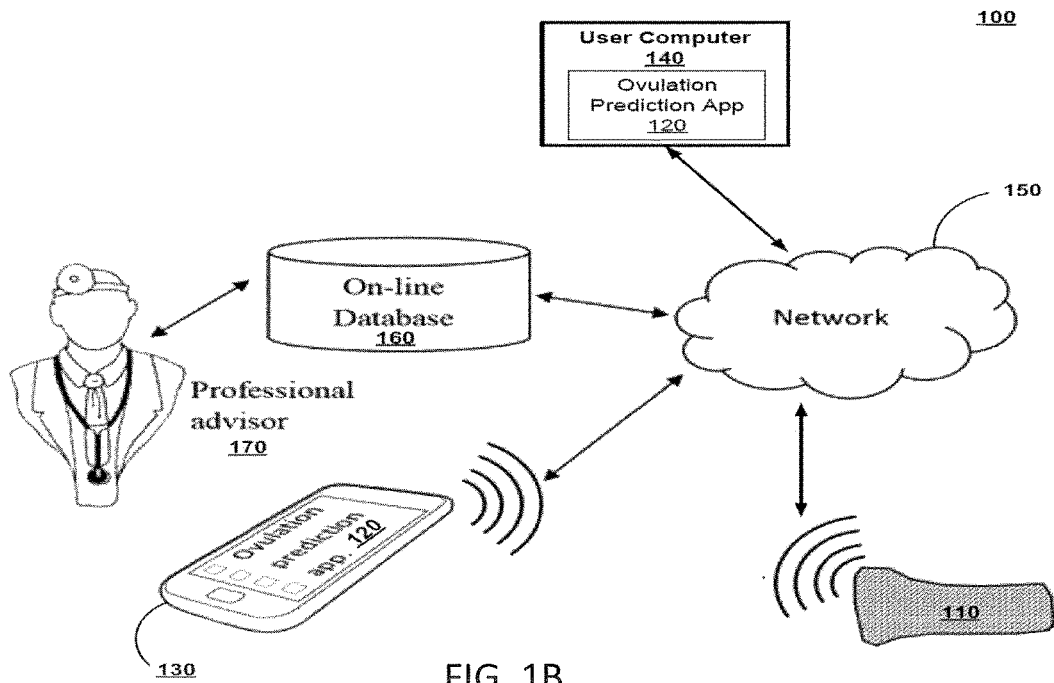 100
User Computer
140
Ovulation
Prediction App
120
150
On-line
Database
160
Network
Professional
advisor
170
Ovulation
prediction
app. 120
110
130
FIG. 1B